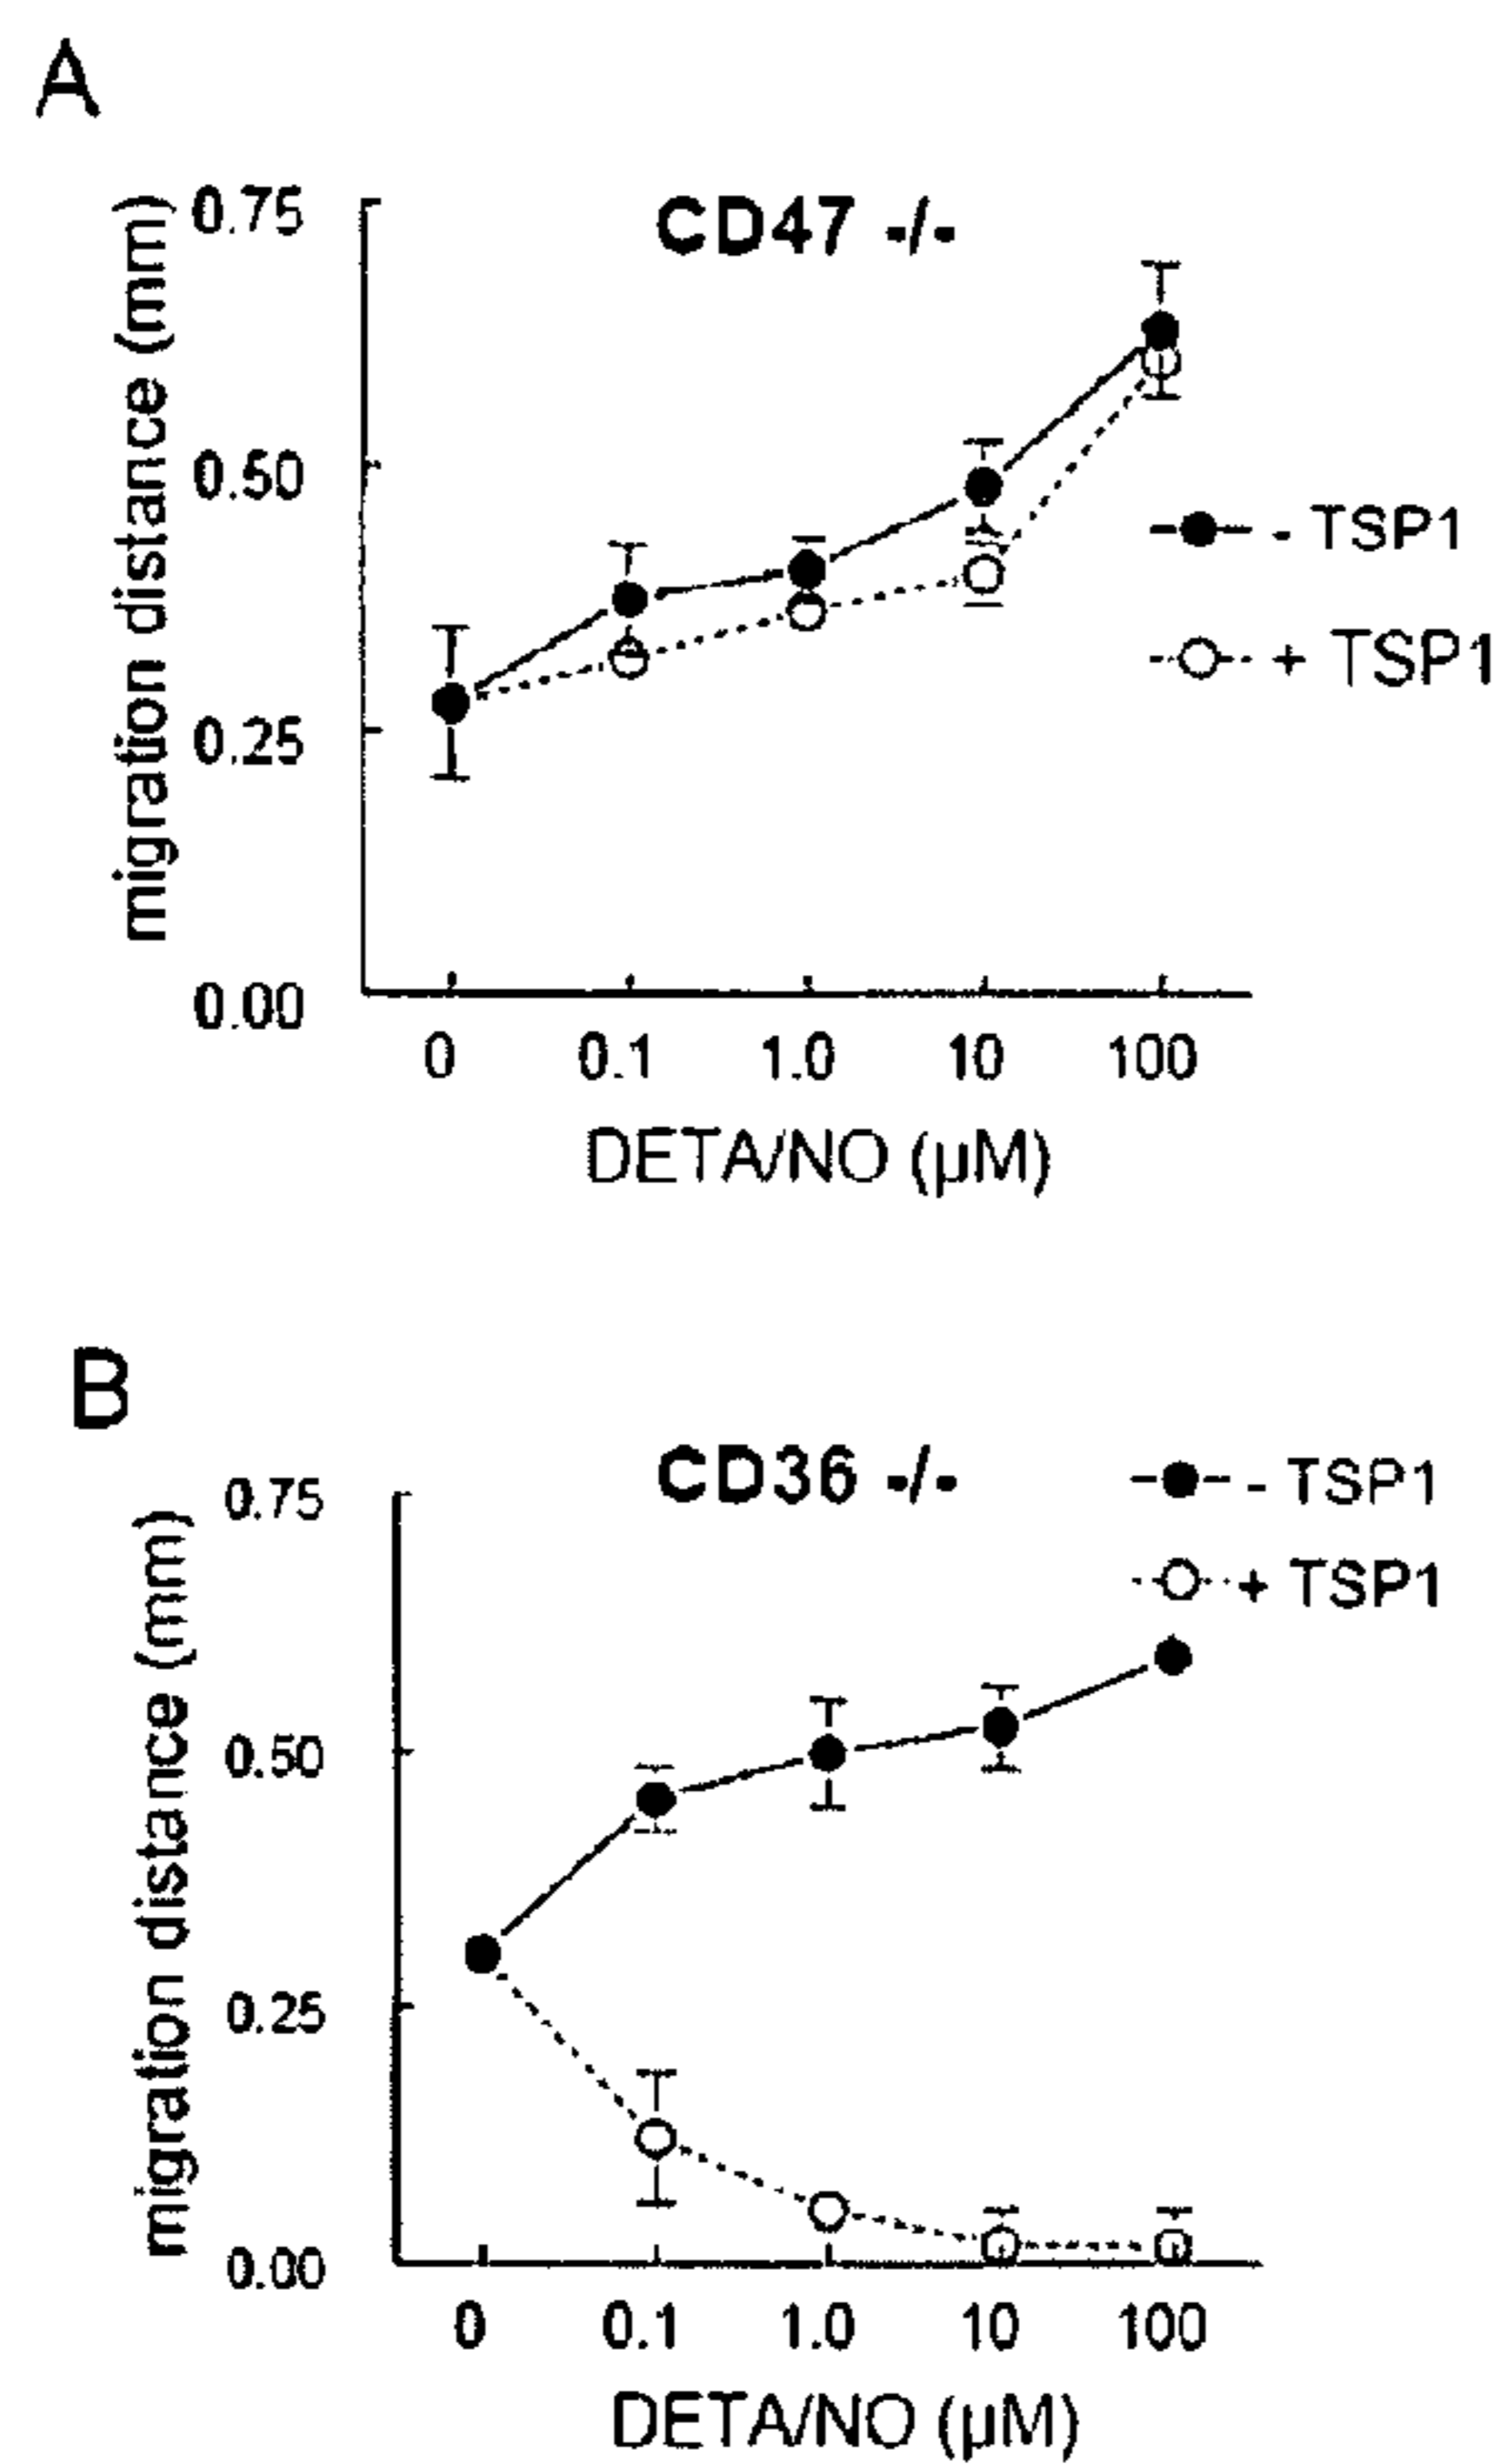 A
CD47 -/-
migration distance (mm)
0.75
0.50
0.25
0.00
- TSP1
+ TSP1
0 0.1 1.0 10 100
DETA/NO (µM)
B
CD36 -/-
- TSP1
+ TSP1
migration distance (mm)
0.75
0.50
0.25
0.00
0 0.1 1.0 10 100
DETA/NO (µM)